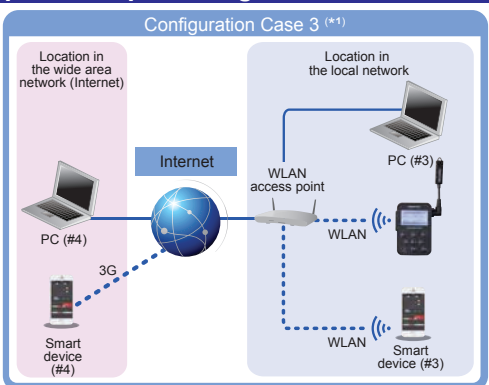 Configuration Case 3 (*1)
Location in
the wide area
network (Internet)
Location in
the local network
Internet
WLAN
access point
PC (#3)
PC (#4)
WLAN
3G
Smart
device
(#4)
WLAN
Smart
device
(#3)